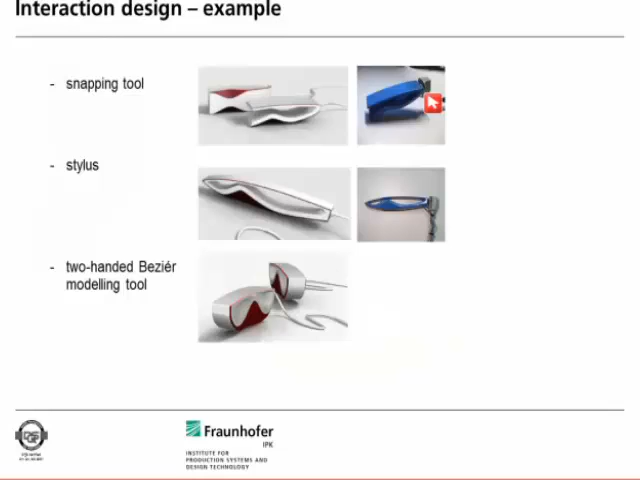 Interaction design – example
- snapping tool
- stylus
- two-handed Beziér
modelling tool
Fraunhofer
IPK
INSTITUTE FOR
PRODUCTION SYSTEMS AND
DESIGN TECHNOLOGY